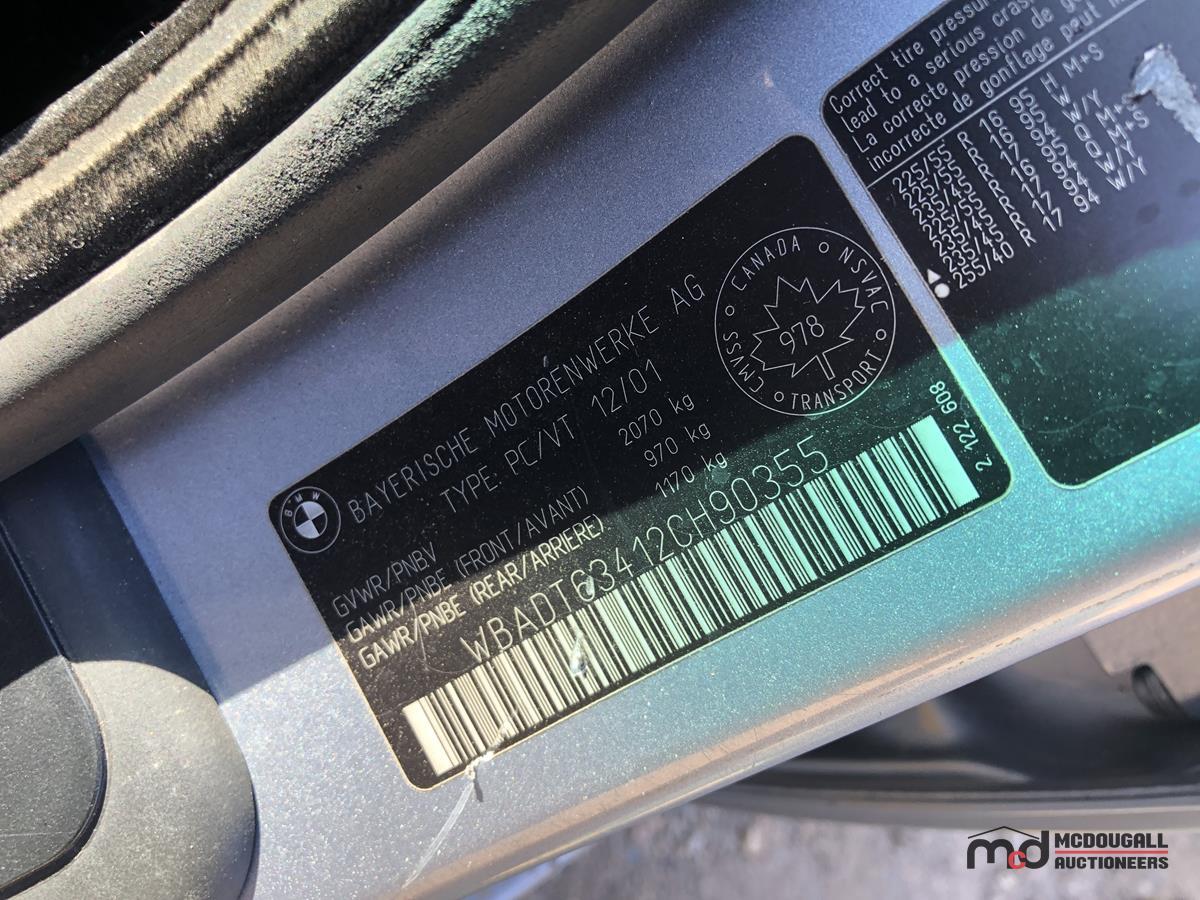 BMW
BAYERISCHE MOTORENWERKE AG
TYPE: PC/VT 12/01
GVWR/PNBV 2070 kg
GAWR/PNBE (FRONT/AVANT) 970 kg
GAWR/PNBE (REAR/ARRIERE) 1170 kg
WBADT63412CH90355
CANADA
NSVAC
TRANSPORT
CMVSS
978
2 122 608
Correct tire pressur
lead to a serious cras
La correcte pression de go
incorrecte de gonflage peut
225/55 R 16 95 H M+S
225/55 R 16 95 W
235/45 R 17 94 W/Y
225/55 R 16 95 Q M+
235/45 R 17 94 Q M+S
235/45 R 17 94 W/Y
255/40 R 17 94 W/Y
mcd MCDOUGALL
AUCTIONEERS